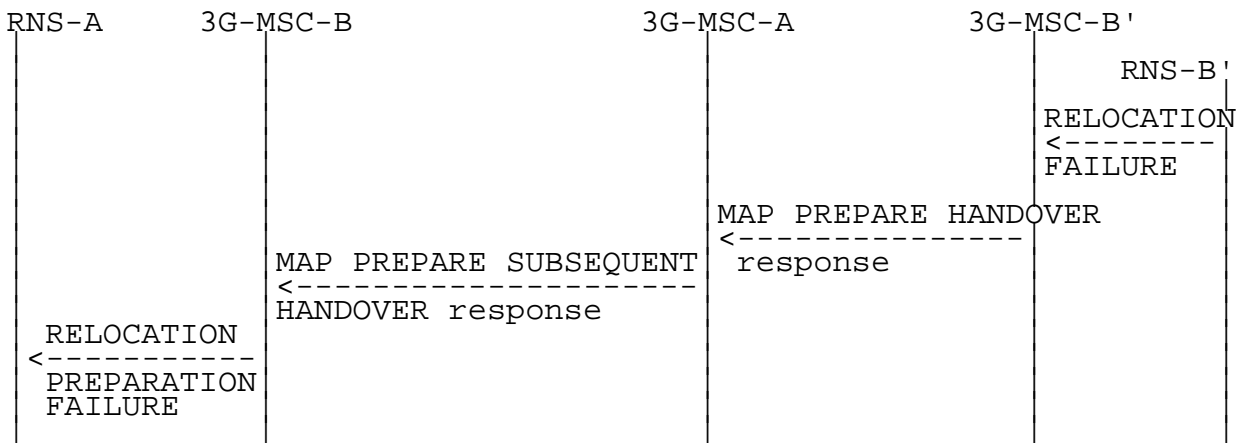 RNS-A 3G-MSC-B 3G-MSC-A 3G-MSC-B'
RNS-B'
RELOCATION
FAILURE
MAP PREPARE HANDOVER
response
MAP PREPARE SUBSEQUENT
HANDOVER response
RELOCATION
PREPARATION
FAILURE